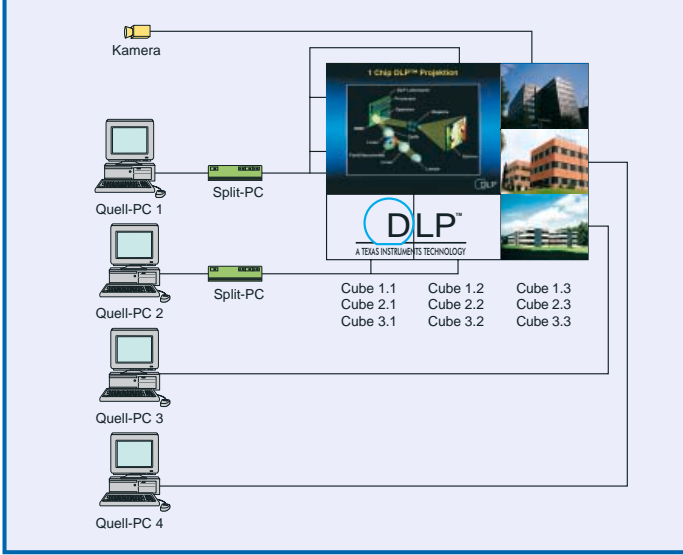 Kamera
1 Chip DLP™ Projektion
DLP
Quell-PC 1
Split-PC
DLP™
A TEXAS INSTRUMENTS TECHNOLOGY
Quell-PC 2
Split-PC
Cube 1.1 Cube 1.2 Cube 1.3
Cube 2.1 Cube 2.2 Cube 2.3
Cube 3.1 Cube 3.2 Cube 3.3
Quell-PC 3
Quell-PC 4